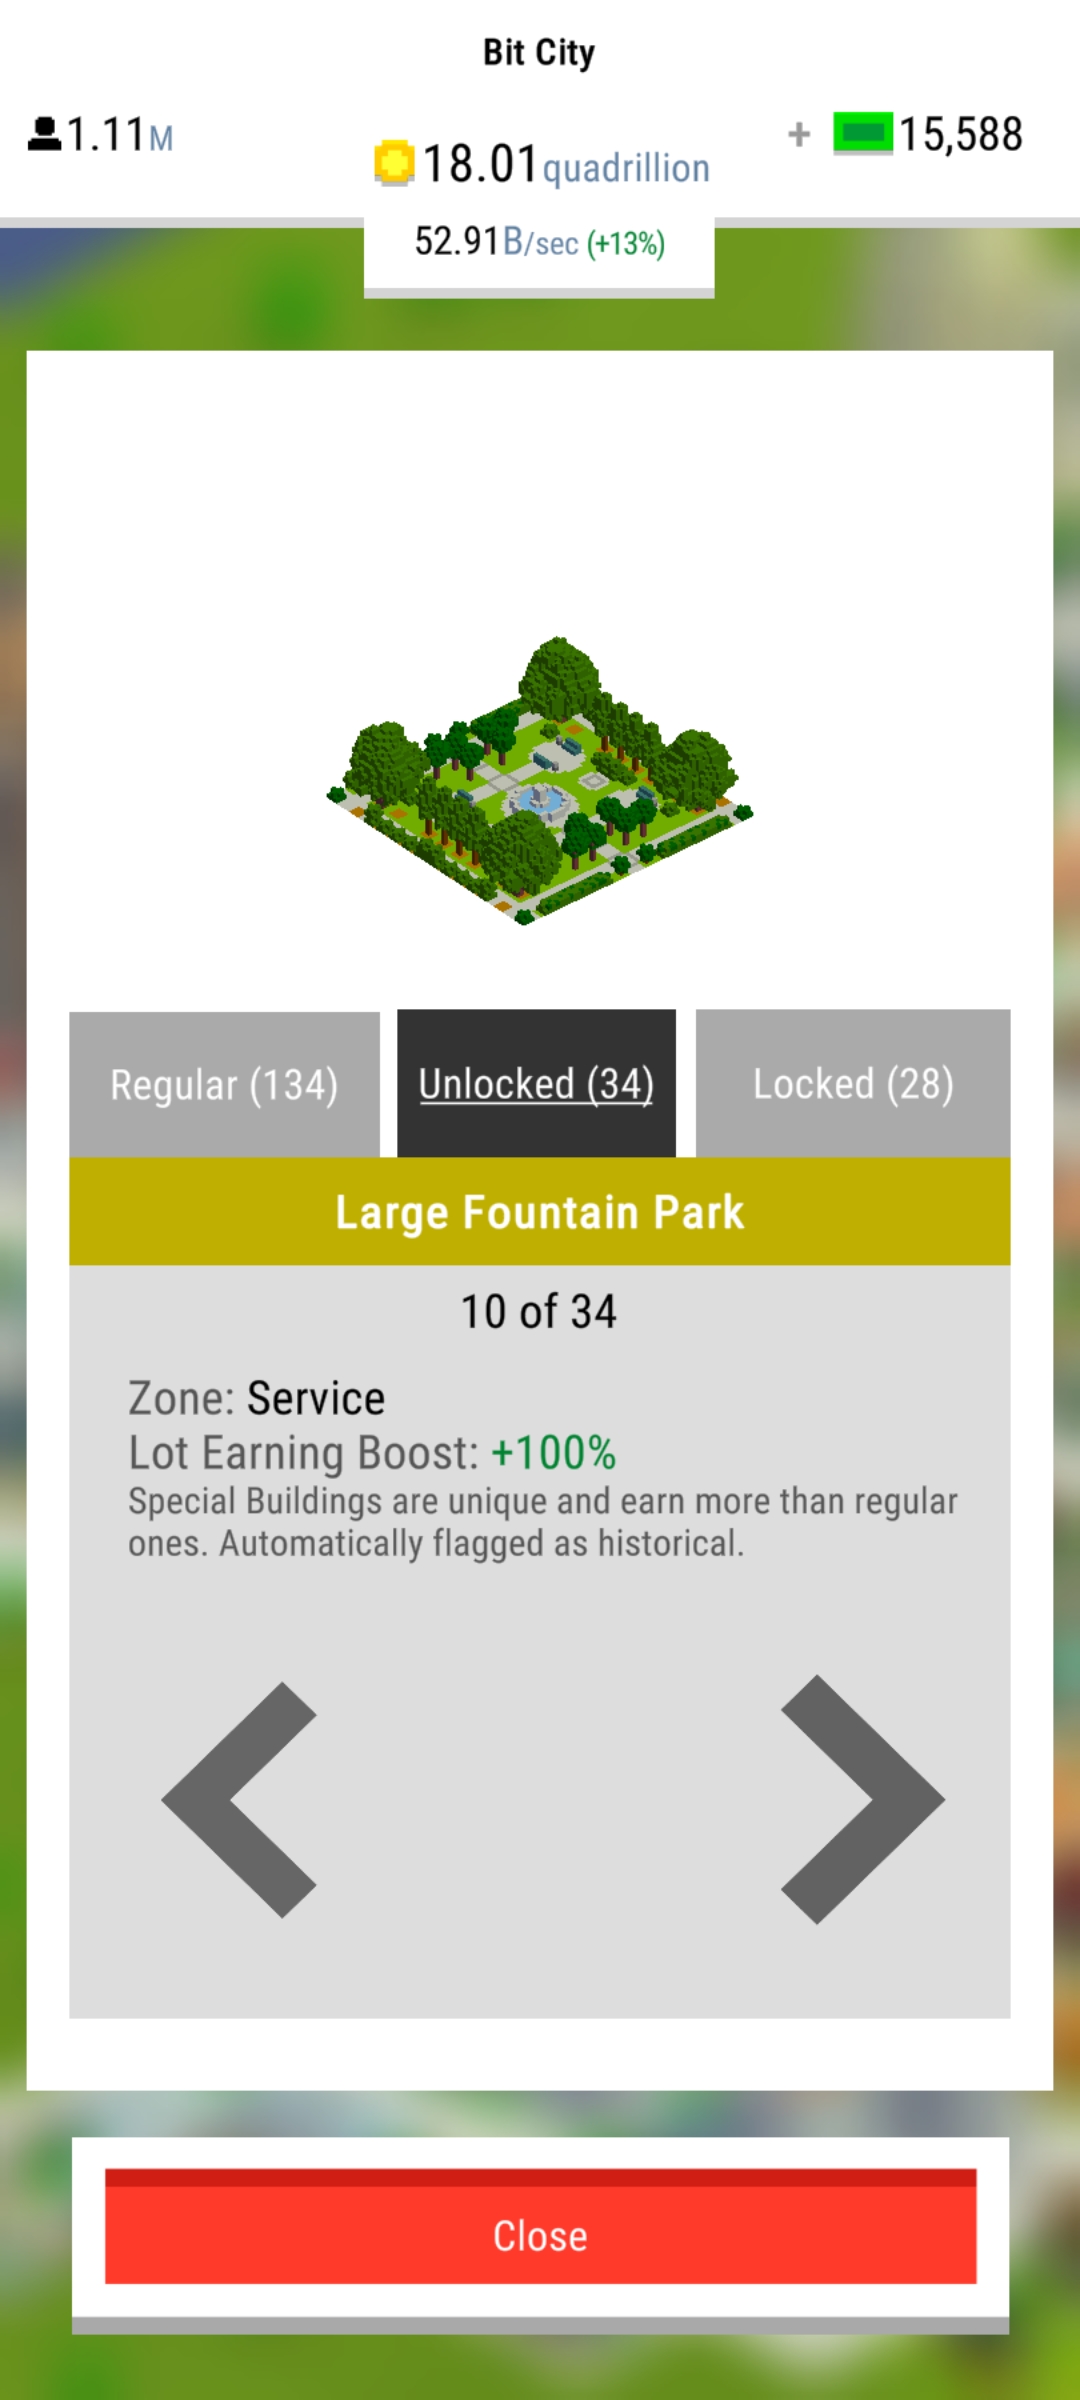 Bit City
1.11M
18.01quadrillion
+ 15,588
52.91B/sec (+13%)
Regular (134)
Unlocked (34)
Locked (28)
Large Fountain Park
10 of 34
Zone: Service
Lot Earning Boost: +100%
Special Buildings are unique and earn more than regular
ones. Automatically flagged as historical.
Close